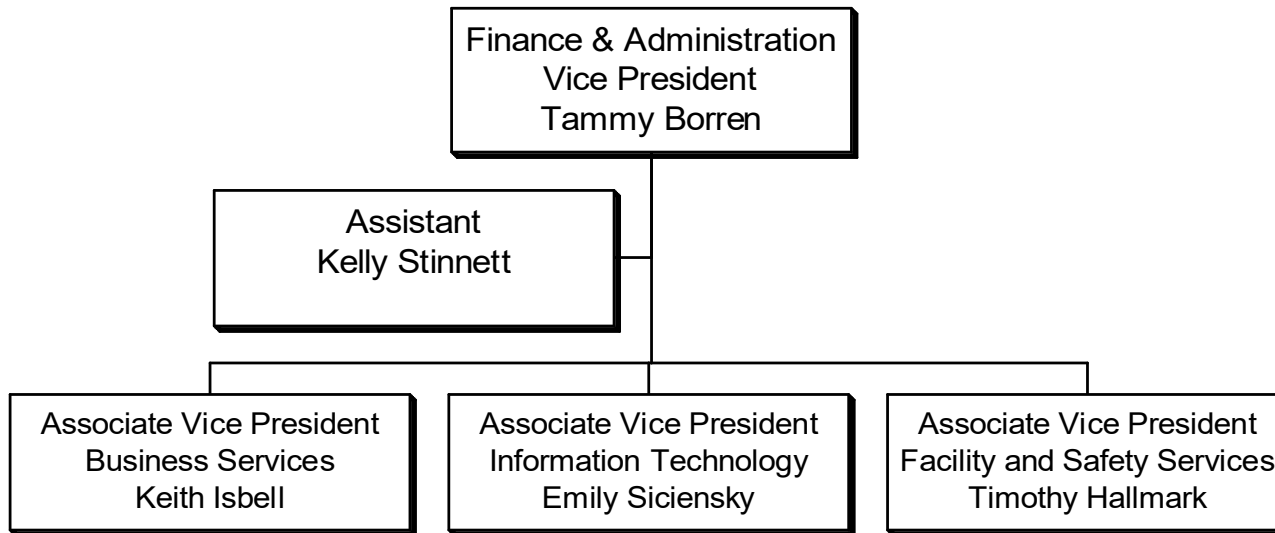 Finance & Administration
Vice President
Tammy Borren
Assistant
Kelly Stinnett
Associate Vice President
Business Services
Keith Isbell
Associate Vice President
Information Technology
Emily Siciensky
Associate Vice President
Facility and Safety Services
Timothy Hallmark